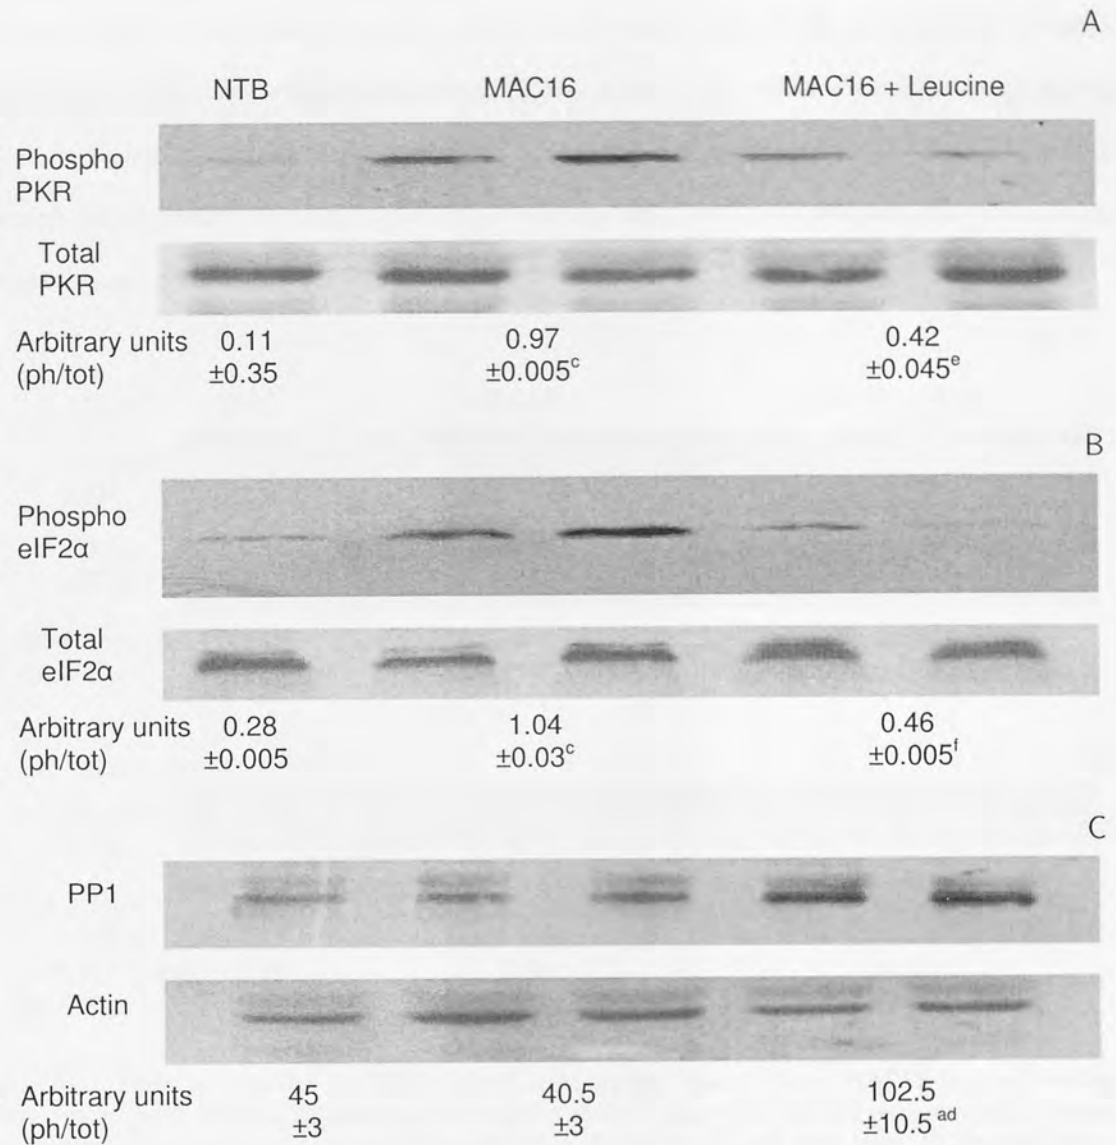 A
NTB MAC16 MAC16 + Leucine
Phospho
PKR
Total
PKR
Arbitrary units 0.11 0.97 0.42
(ph/tot) ±0.35 ±0.005ᶜ ±0.045ᵉ
B
Phospho
eIF2α
Total
eIF2α
Arbitrary units 0.28 1.04 0.46
(ph/tot) ±0.005 ±0.03ᶜ ±0.005ᶠ
C
PP1
Actin
Arbitrary units 45 40.5 102.5
(ph/tot) ±3 ±3 ±10.5 ᵃᵈ